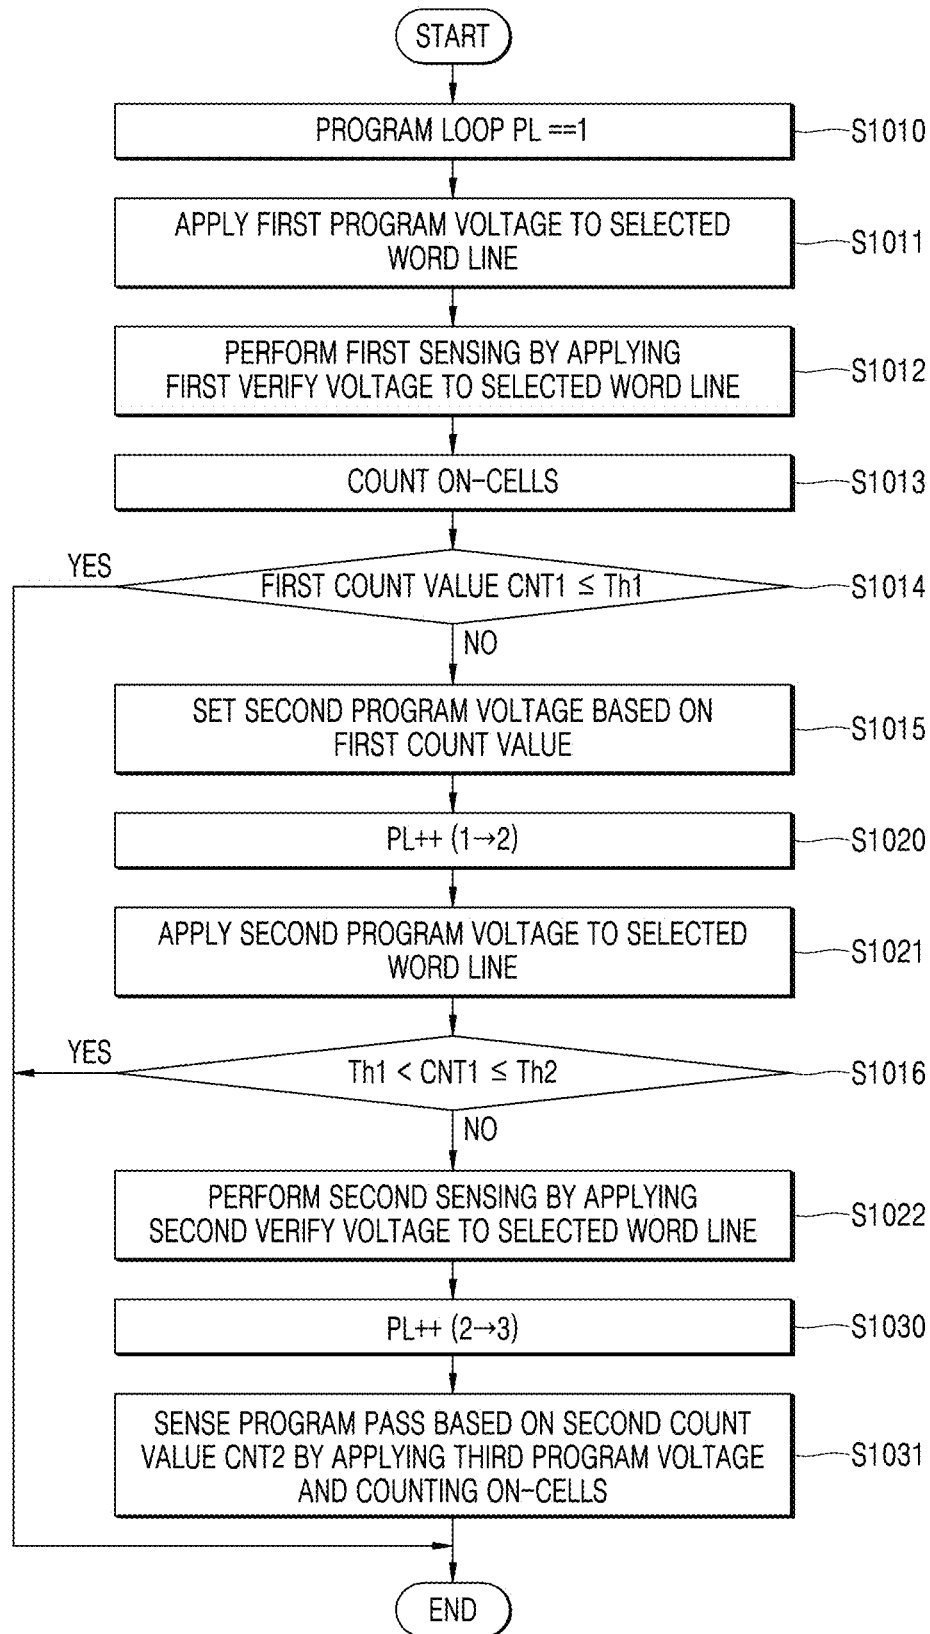 START
PROGRAM LOOP PL ==1
S1010
APPLY FIRST PROGRAM VOLTAGE TO SELECTED
WORD LINE
S1011
PERFORM FIRST SENSING BY APPLYING
FIRST VERIFY VOLTAGE TO SELECTED WORD LINE
S1012
COUNT ON-CELLS
S1013
YES
FIRST COUNT VALUE CNT1 ≤ Th1
S1014
NO
SET SECOND PROGRAM VOLTAGE BASED ON
FIRST COUNT VALUE
S1015
PL++ (1→2)
S1020
APPLY SECOND PROGRAM VOLTAGE TO SELECTED
WORD LINE
S1021
YES
Th1 < CNT1 ≤ Th2
S1016
NO
PERFORM SECOND SENSING BY APPLYING
SECOND VERIFY VOLTAGE TO SELECTED WORD LINE
S1022
PL++ (2→3)
S1030
SENSE PROGRAM PASS BASED ON SECOND COUNT
VALUE CNT2 BY APPLYING THIRD PROGRAM VOLTAGE
AND COUNTING ON-CELLS
S1031
END